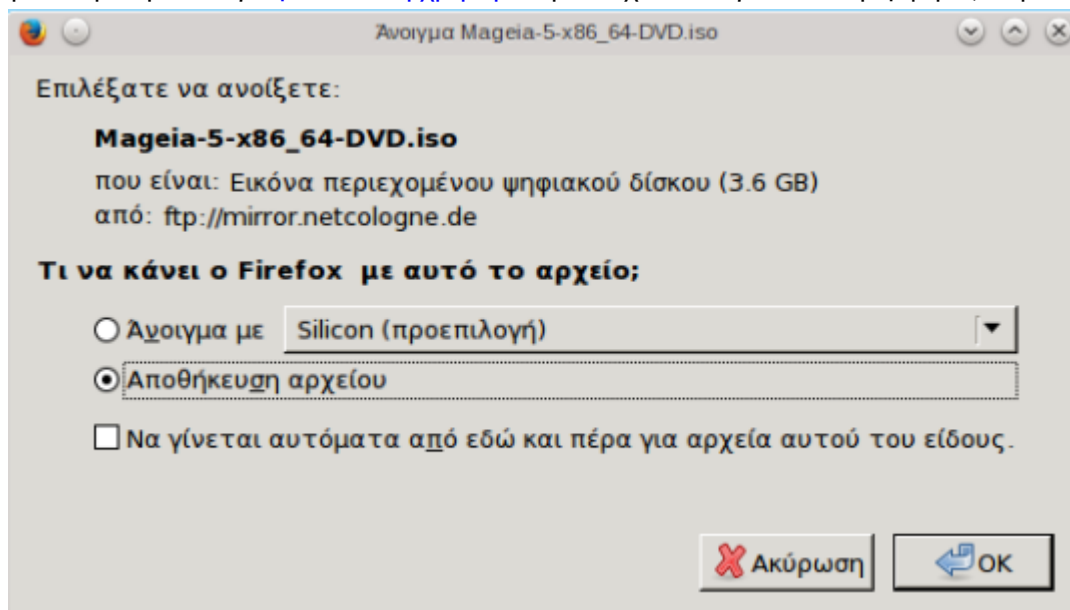 Άνοιγμα Mageia-5-x86_64-DVD.iso
Επιλέξατε να ανοίξετε:
Mageia-5-x86_64-DVD.iso
που είναι: Εικόνα περιεχομένου ψηφιακού δίσκου (3.6 GB)
από: ftp://mirror.netcologne.de
Τι να κάνει ο Firefox με αυτό το αρχείο;
Άνοιγμα με Silicon (προεπιλογή)
Αποθήκευση αρχείου
Να γίνεται αυτόματα από εδώ και πέρα για αρχεία αυτού του είδους.
Ακύρωση OK